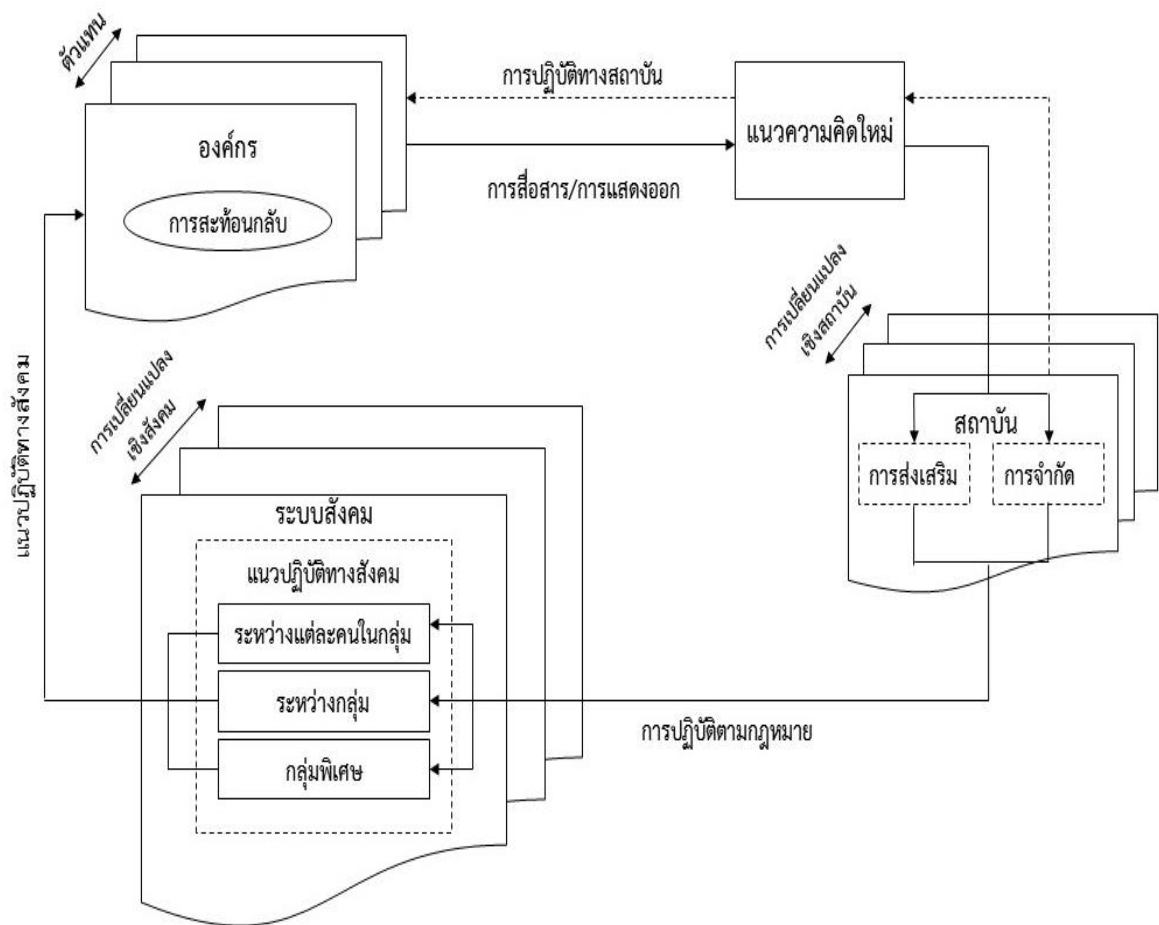 ตัวแทน
องค์กร
การสะท้อนกลับ
การปฏิบัติทางสถาบัน
แนวความคิดใหม่
การสื่อสาร/การแสดงออก
การเปลี่ยนแปลง
เชิงสถาบัน
สถาบัน
การส่งเสริม
การจำกัด
แนวปฏิบัติทางสังคม
การเปลี่ยนแปลง
เชิงสังคม
ระบบสังคม
แนวปฏิบัติทางสังคม
ระหว่างแต่ละคนในกลุ่ม
ระหว่างกลุ่ม
กลุ่มพิเศษ
การปฏิบัติตามกฎหมาย